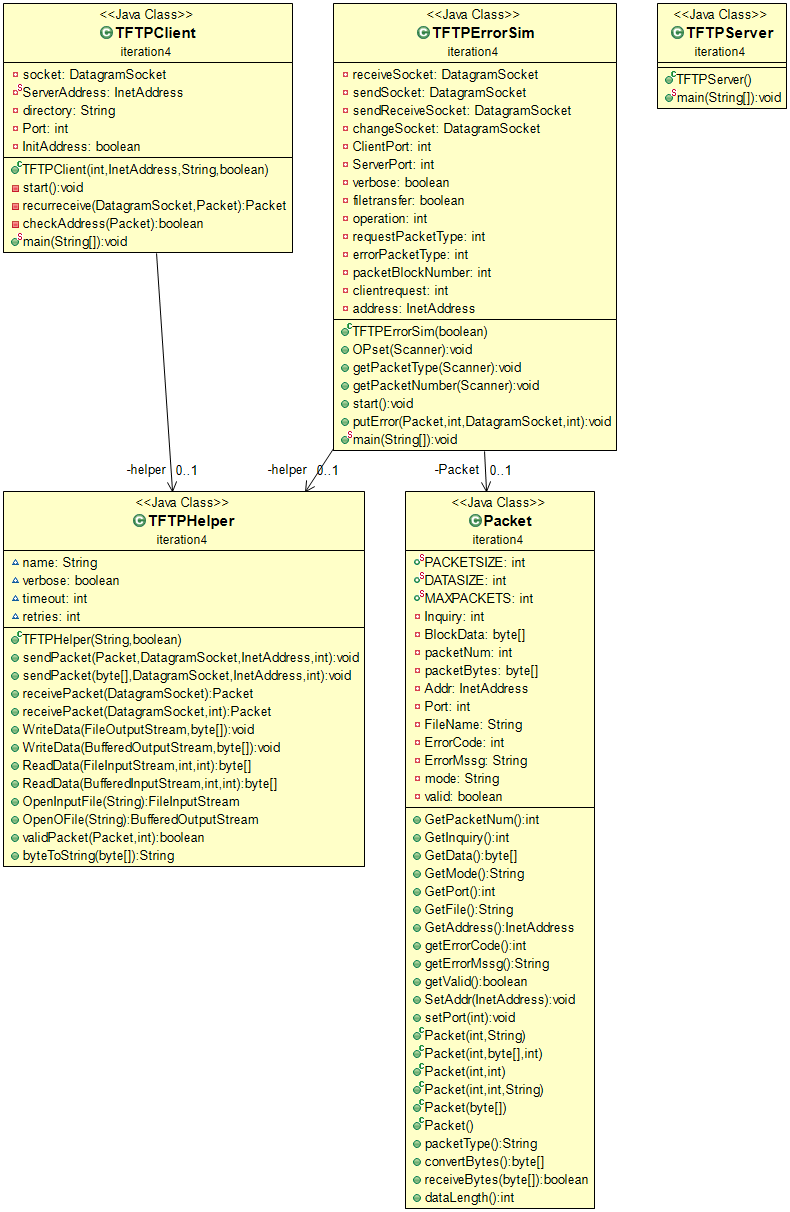 <<Java Class>>
TFTPClient
iteration4
socket: DatagramSocket
ServerAddress: InetAddress
directory: String
Port: int
InitAddress: boolean
TFTPClient(int,InetAddress,String,boolean)
start():void
recurreceive(DatagramSocket,Packet):Packet
checkAddress(Packet):boolean
main(String[]):void
<<Java Class>>
TFTPErrorSim
iteration4
receiveSocket: DatagramSocket
sendSocket: DatagramSocket
sendReceiveSocket: DatagramSocket
changeSocket: DatagramSocket
ClientPort: int
ServerPort: int
verbose: boolean
filetransfer: boolean
operation: int
requestPacketType: int
errorPacketType: int
packetBlockNumber: int
clientrequest: int
address: InetAddress
TFTPErrorSim(boolean)
OPset(Scanner):void
getPacketType(Scanner):void
getPacketNumber(Scanner):void
start():void
putError(Packet,int,DatagramSocket,int):void
main(String[]):void
<<Java Class>>
TFTPServer
iteration4
TFTPServer()
main(String[]):void
-helper 0..1
-helper 0..1
-Packet 0..1
<<Java Class>>
TFTPHelper
iteration4
name: String
verbose: boolean
timeout: int
retries: int
TFTPHelper(String,boolean)
sendPacket(Packet,DatagramSocket,InetAddress,int):void
sendPacket(byte[],DatagramSocket,InetAddress,int):void
receivePacket(DatagramSocket):Packet
receivePacket(DatagramSocket,int):Packet
WriteData(FileOutputStream,byte[]):void
WriteData(BufferedOutputStream,byte[]):void
ReadData(FileInputStream,int,int):byte[]
ReadData(BufferedInputStream,int,int):byte[]
OpenInputFile(String):FileInputStream
OpenOFile(String):BufferedOutputStream
validPacket(Packet,int):boolean
byteToString(byte[]):String
<<Java Class>>
Packet
iteration4
PACKETSIZE: int
DATASIZE: int
MAXPACKETS: int
Inquiry: int
BlockData: byte[]
packetNum: int
packetBytes: byte[]
Addr: InetAddress
Port: int
FileName: String
ErrorCode: int
ErrorMssg: String
mode: String
valid: boolean
GetPacketNum():int
GetInquiry():int
GetData():byte[]
GetMode():String
GetPort():int
GetFile():String
GetAddress():InetAddress
getErrorCode():int
getErrorMssg():String
getValid():boolean
SetAddr(InetAddress):void
setPort(int):void
Packet(int,String)
Packet(int,byte[],int)
Packet(int,int)
Packet(int,int,String)
Packet(byte[])
Packet()
packetType():String
convertBytes():byte[]
receiveBytes(byte[]):boolean
dataLength():int